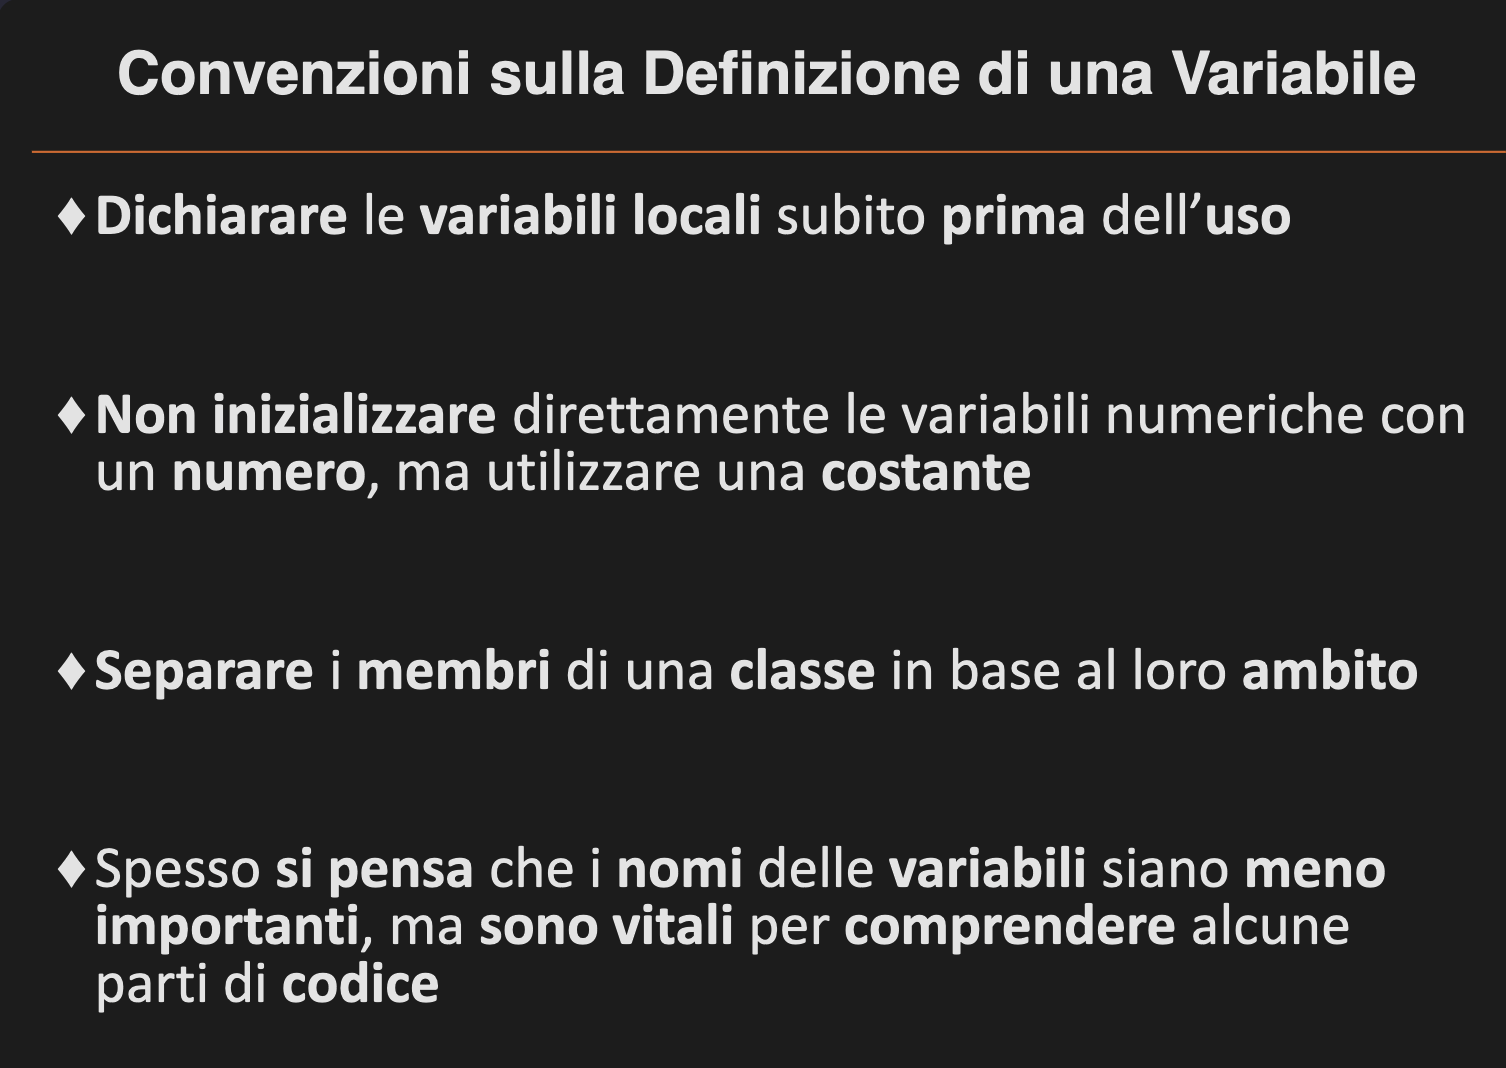 Convenzioni sulla Definizione di una Variabile
♦ Dichiarare le variabili locali subito prima dell’uso
♦ Non inizializzare direttamente le variabili numeriche con
un numero, ma utilizzare una costante
♦ Separare i membri di una classe in base al loro ambito
♦ Spesso si pensa che i nomi delle variabili siano meno
importanti, ma sono vitali per comprendere alcune
parti di codice